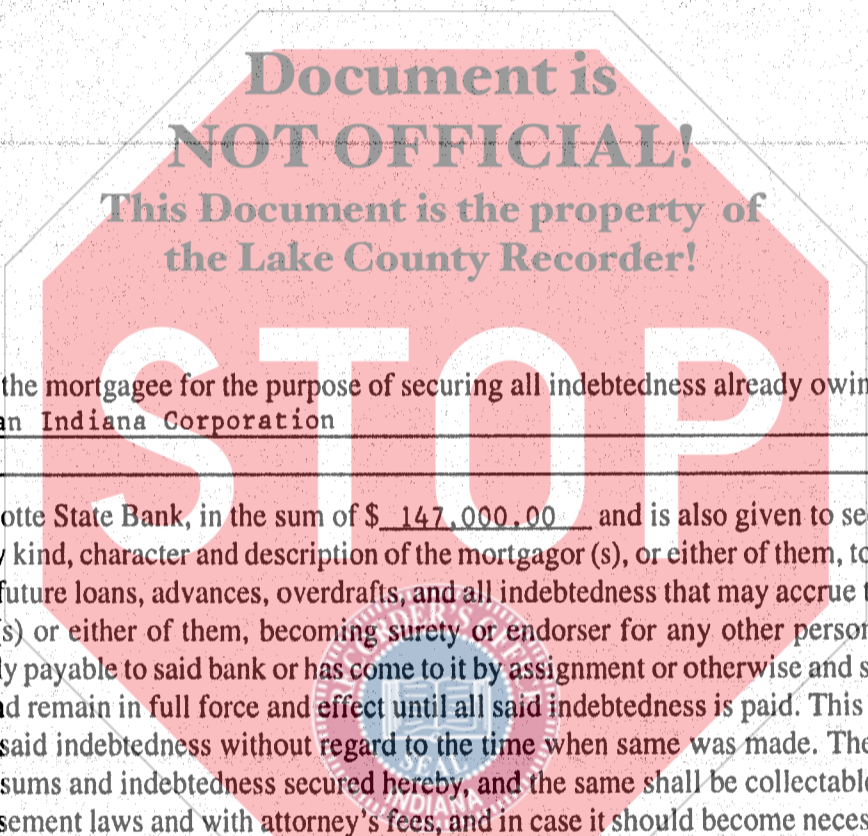 Document is
NOT OFFICIAL!
This Document is the property of
the Lake County Recorder!
STOP
the mortgagee for the purpose of securing all indebtedness already owin
an Indiana Corporation
otte State Bank, in the sum of $ 147,000.00 and is also given to se
y kind, character and description of the mortgagor (s), or either of them, to
future loans, advances, overdrafts, and all indebtedness that may accrue t
(s) or either of them, becoming surety or endorser for any other person
ly payable to said bank or has come to it by assignment or otherwise and s
nd remain in full force and effect until all said indebtedness is paid. This
said indebtedness without regard to the time when same was made. The
sums and indebtedness secured hereby, and the same shall be collectable
sement laws and with attorney's fees, and in case it should become neces
SEAL
INDIANA